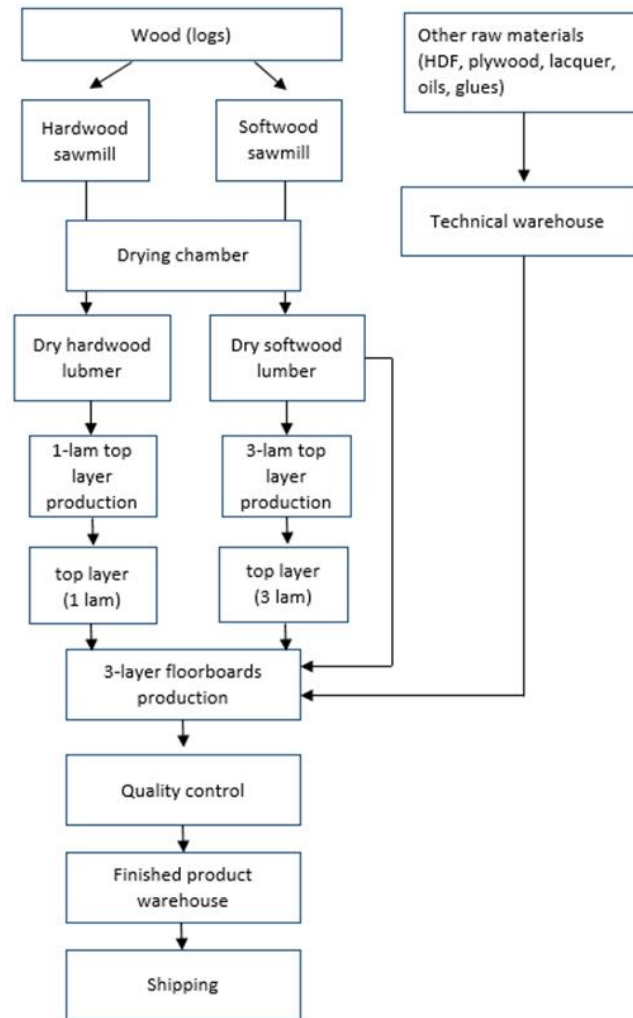 Wood (logs)
Other raw materials
(HDF, plywood, lacquer,
oils, glues)
Hardwood
sawmill
Softwood
sawmill
Technical warehouse
Drying chamber
Dry hardwood
lubmer
Dry softwood
lumber
1-lam top
layer
production
3-lam top
layer
production
top layer
(1 lam)
top layer
(3 lam)
3-layer floorboards
production
Quality control
Finished product
warehouse
Shipping